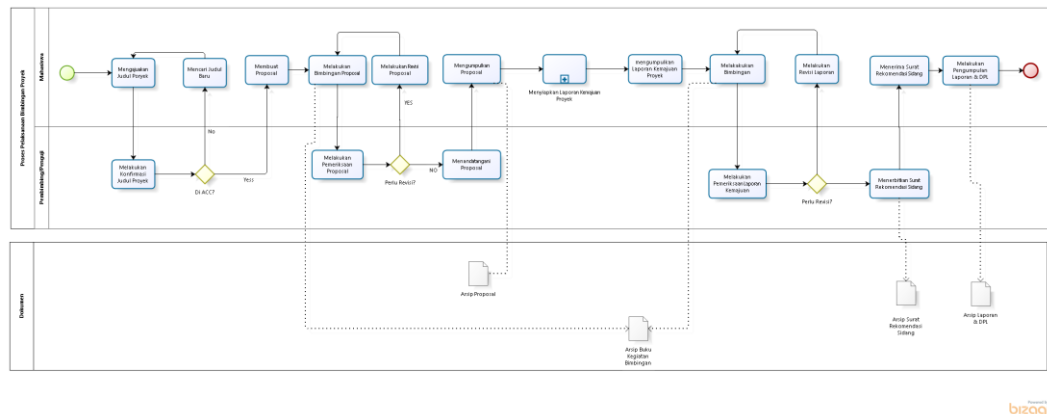 Proses Pelaksanaan Bimbingan Proyek
Mahasiswa
Mengajukan
Judul Poryek
Mencari Judul
Baru
Membuat
Proposal
Melakukan
Bimbingan Proposal
Melakukan Revisi
Proposal
Mengumpulkan
Proposal
Menyiapkan Laporan Kemajuan
Proyek
mengumpullkan
Laporan Kemajuan
Proyek
Melakukan
Bimbingan
Melakukan
Revisi Laporan
Menerima Surat
Rekomendasi Sidang
Melakukan
Pengumpulan
Laporan & DPL
No
YES
Pembimbing/Penguji
Melakukan
Konfirmasi
Judul Proyek
Di ACC?
Yess
Melakukan
Pemeriksaan
Proposal
Perlu Revisi?
NO
Menandatangani
Proposal
Melakukan
Pemeriksaan Laporan
Kemajuan
Perlu Revisi?
Menerbitkan Surat
Rekomendasi Sidang
Dokumen
Arsip Proposal
Arsip Buku
Kegiatan
Bimbingan
Arsip Surat
Rekomendasi
Sidang
Arsip Laporan
& DPL
Powered by
bizagi